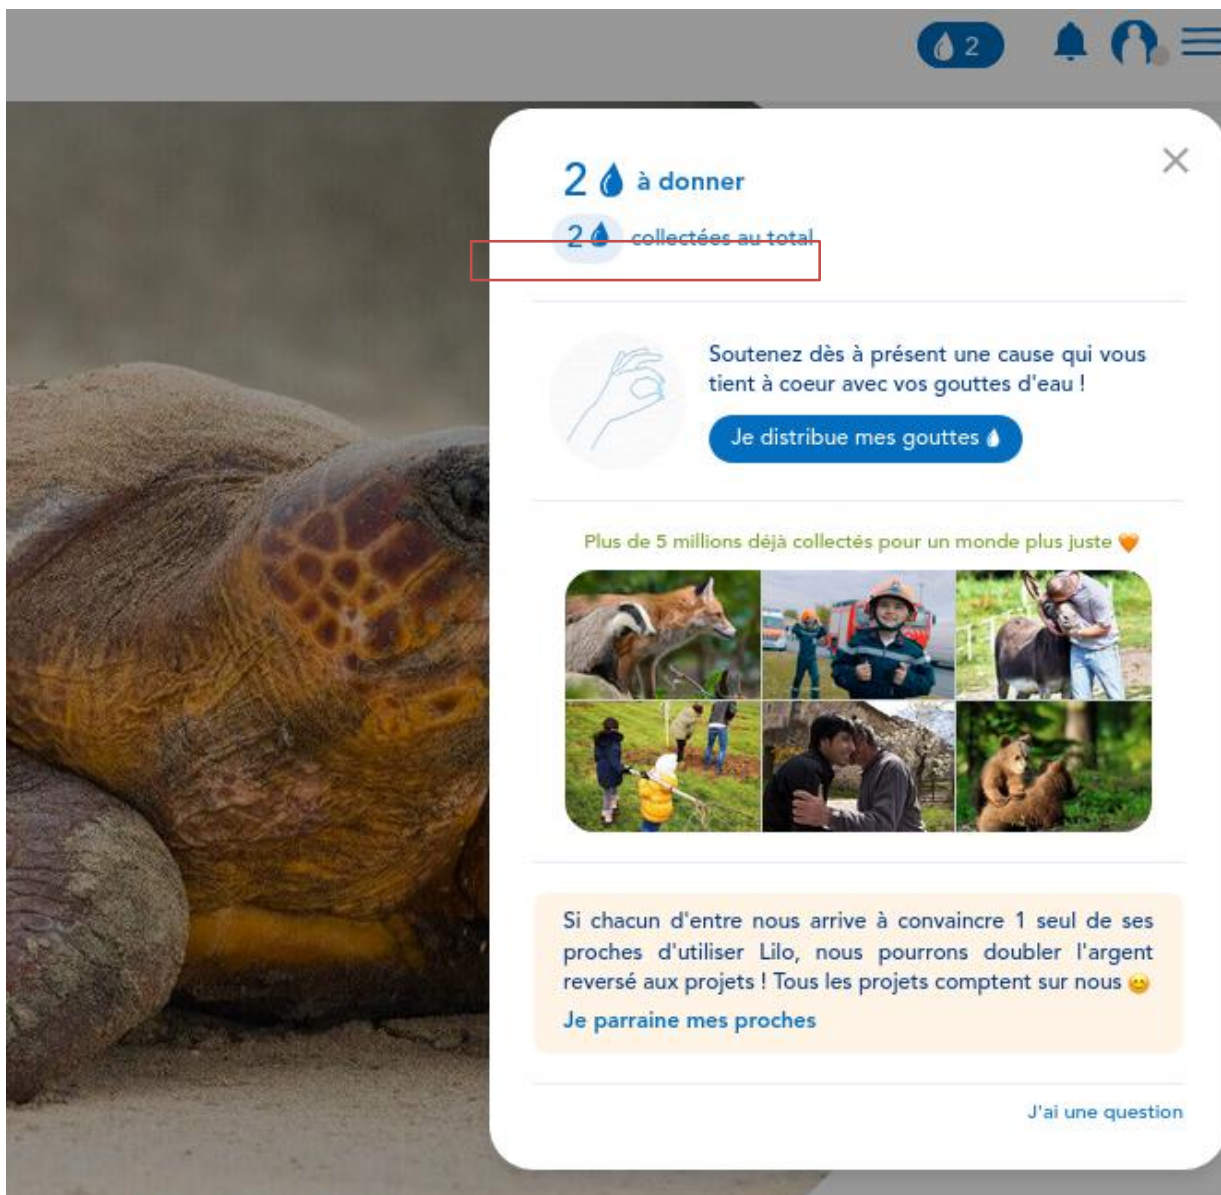 2
2 à donner
2 collectées au total
Soutenez dès à présent une cause qui vous
tient à coeur avec vos gouttes d'eau !
Je distribue mes gouttes
Plus de 5 millions déjà collectés pour un monde plus juste 🧡
Si chacun d'entre nous arrive à convaincre 1 seul de ses
proches d'utiliser Lilo, nous pourrons doubler l'argent
reversé aux projets ! Tous les projets comptent sur nous 😊
Je parraine mes proches
J'ai une question